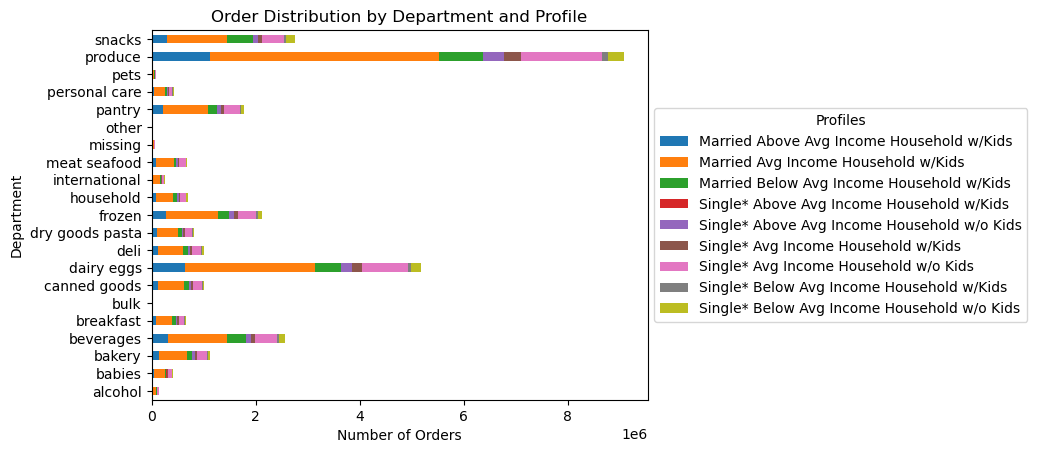 Order Distribution by Department and Profile
snacks
produce
pets
personal care
pantry
other
missing
meat seafood
international
household
frozen
dry goods pasta
deli
dairy eggs
canned goods
bulk
breakfast
beverages
bakery
babies
alcohol
Department
0 2 4 6 8
1e6
Number of Orders
Profiles
Married Above Avg Income Household w/Kids
Married Avg Income Household w/Kids
Married Below Avg Income Household w/Kids
Single* Above Avg Income Household w/Kids
Single* Above Avg Income Household w/o Kids
Single* Avg Income Household w/Kids
Single* Avg Income Household w/o Kids
Single* Below Avg Income Household w/Kids
Single* Below Avg Income Household w/o Kids